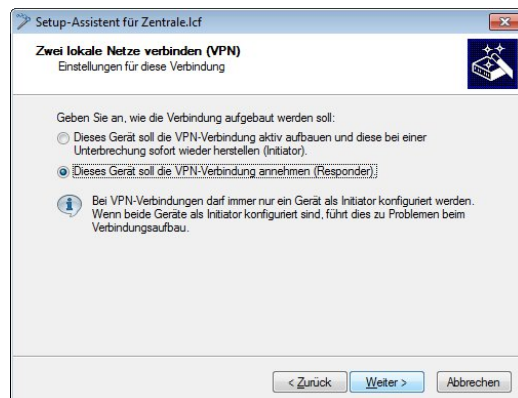 Setup-Assistent für Zentrale.lcf
Zwei lokale Netze verbinden (VPN)
Einstellungen für diese Verbindung
Geben Sie an, wie die Verbindung aufgebaut werden soll:
Dieses Gerät soll die VPN-Verbindung aktiv aufbauen und diese bei einer
Unterbrechung sofort wieder herstellen (Initiator).
Dieses Gerät soll die VPN-Verbindung annehmen (Responder).
Bei VPN-Verbindungen darf immer nur ein Gerät als Initiator konfiguriert werden.
Wenn beide Geräte als Initiator konfiguriert sind, führt dies zu Problemen beim
Verbindungsaufbau.
< Zurück
Weiter >
Abbrechen